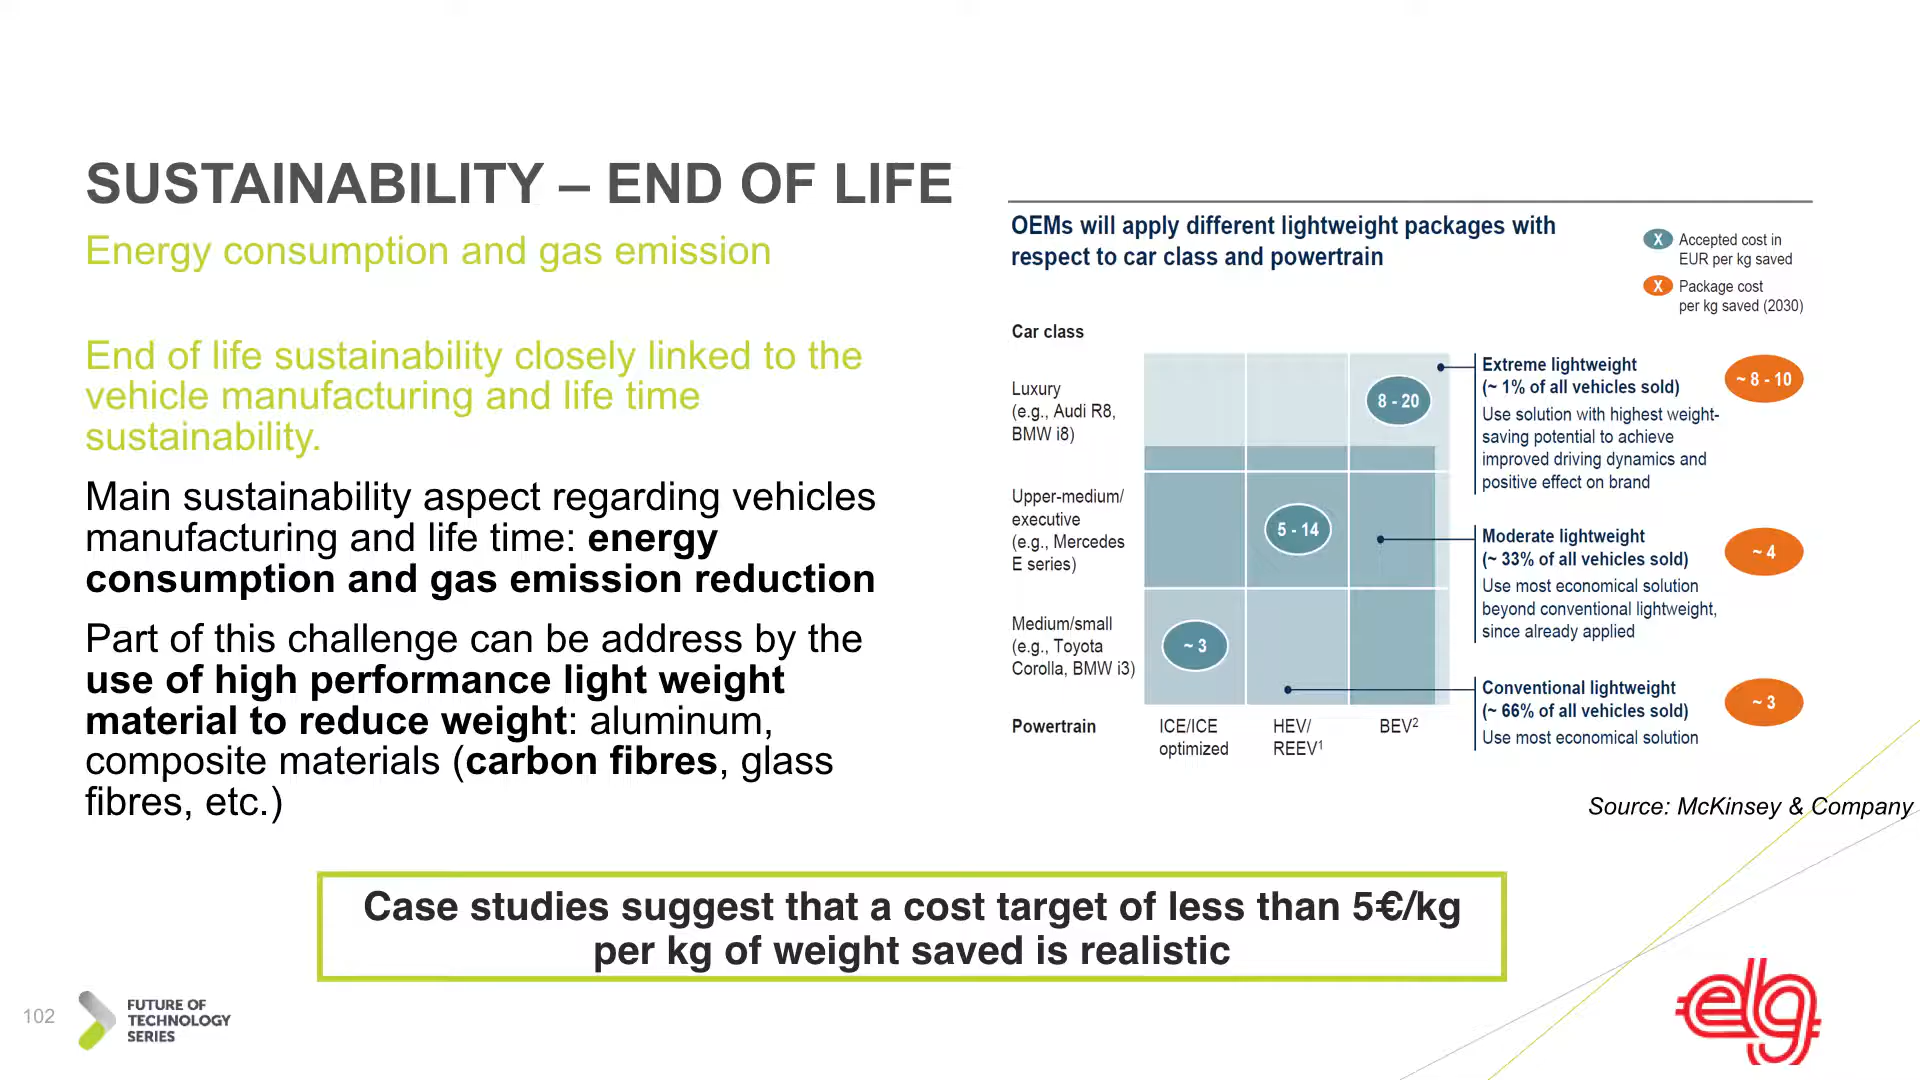 SUSTAINABILITY – END OF LIFE
Energy consumption and gas emission
End of life sustainability closely linked to the
vehicle manufacturing and life time
sustainability.
Main sustainability aspect regarding vehicles
manufacturing and life time: energy
consumption and gas emission reduction
Part of this challenge can be address by the
use of high performance light weight
material to reduce weight: aluminum,
composite materials (carbon fibres, glass
fibres, etc.)
OEMs will apply different lightweight packages with
respect to car class and powertrain
X Accepted cost in
EUR per kg saved
X Package cost
per kg saved (2030)
Car class
Luxury
(e.g., Audi R8,
BMW i8)
8 - 20
Extreme lightweight
(~ 1% of all vehicles sold)
Use solution with highest weight-
saving potential to achieve
improved driving dynamics and
positive effect on brand
~ 8 - 10
Upper-medium/
executive
(e.g., Mercedes
E series)
5 - 14
Moderate lightweight
(~ 33% of all vehicles sold)
Use most economical solution
beyond conventional lightweight,
since already applied
~ 4
Medium/small
(e.g., Toyota
Corolla, BMW i3)
~ 3
Conventional lightweight
(~ 66% of all vehicles sold)
Use most economical solution
~ 3
Powertrain
ICE/ICE
optimized
HEV/
REEV¹
BEV²
Source: McKinsey & Company
Case studies suggest that a cost target of less than 5€/kg
per kg of weight saved is realistic
102
FUTURE OF
TECHNOLOGY
SERIES
elg